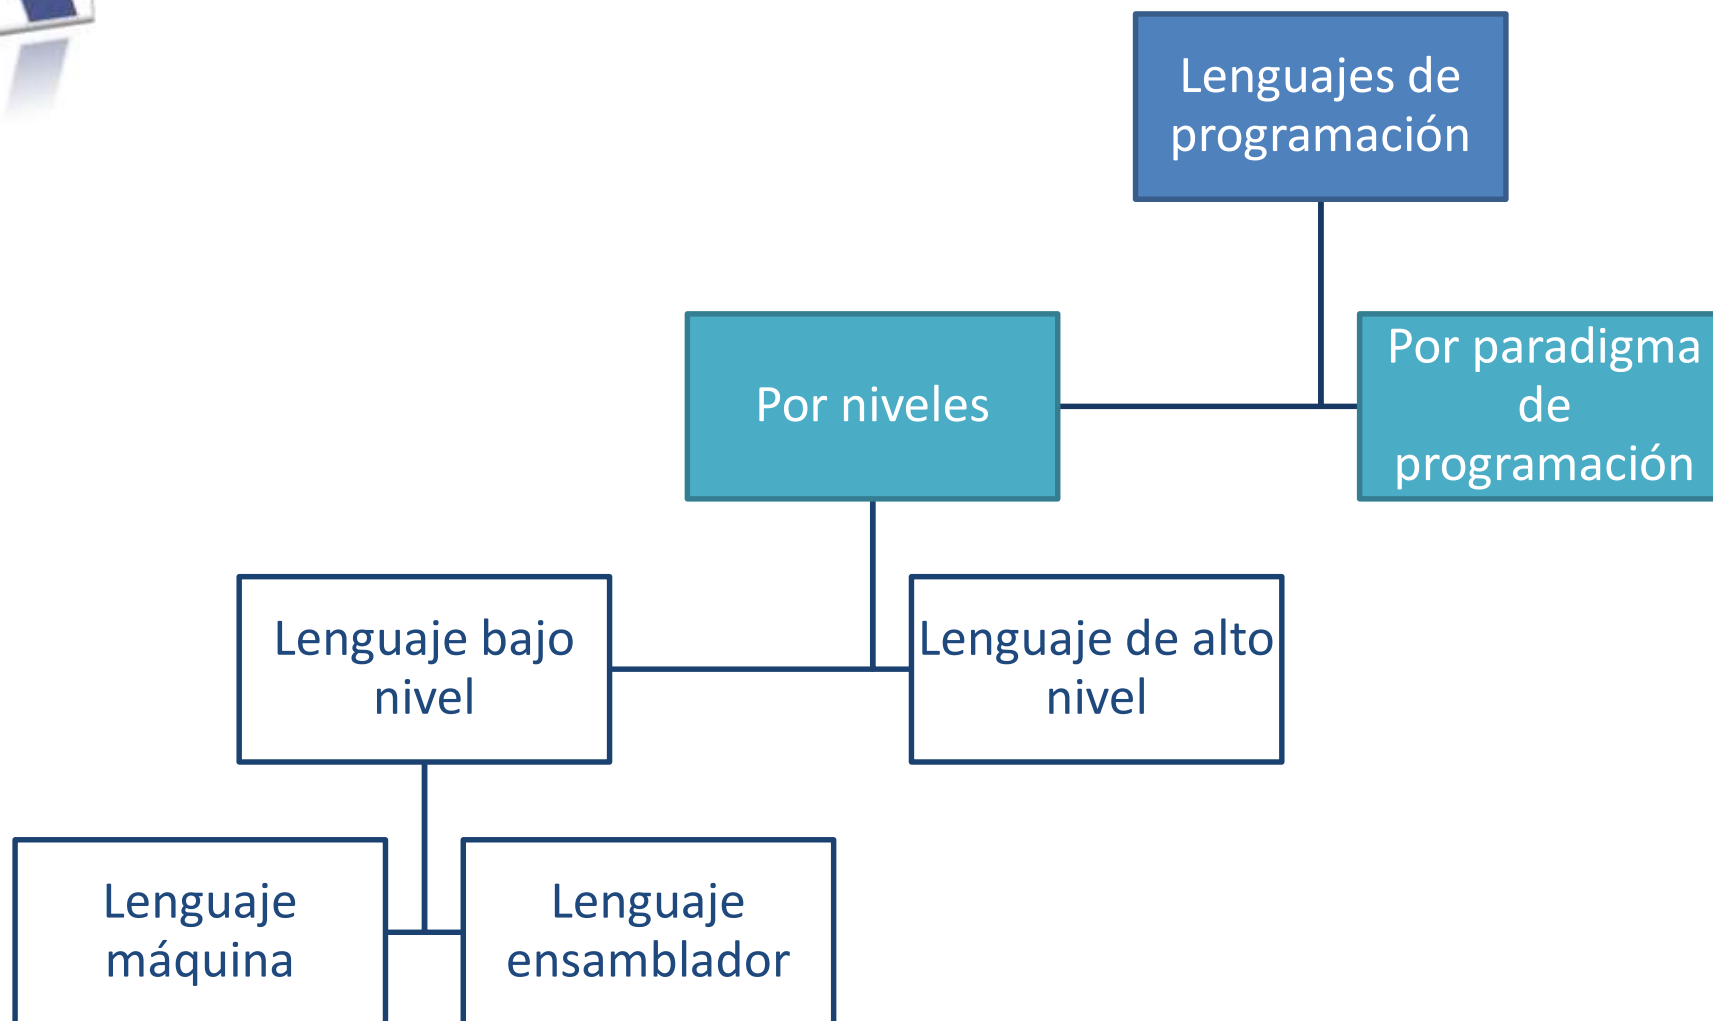 Lenguajes de
programación
Por niveles
Por paradigma
de
programación
Lenguaje bajo
nivel
Lenguaje de alto
nivel
Lenguaje
máquina
Lenguaje
ensamblador